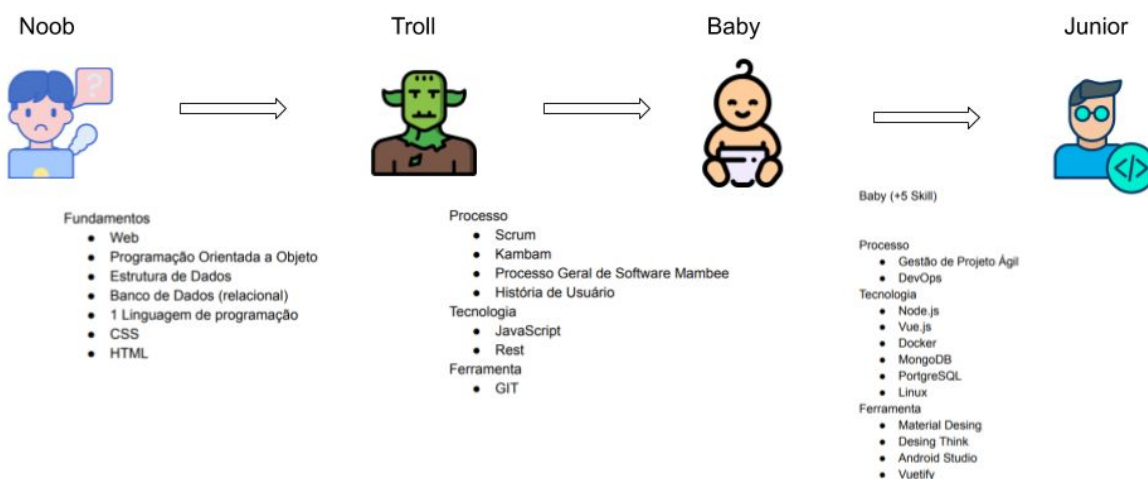 Noob
Troll
Baby
Junior
?
</>
Fundamentos
● Web
● Programação Orientada a Objeto
● Estrutura de Dados
● Banco de Dados (relacional)
● 1 Linguagem de programação
● CSS
● HTML
Processo
● Scrum
● Kambam
● Processo Geral de Software Mambee
● História de Usuário
Tecnologia
● JavaScript
● Rest
Ferramenta
● GIT
Baby (+5 Skill)
Processo
● Gestão de Projeto Ágil
● DevOps
Tecnologia
● Node.js
● Vue.js
● Docker
● MongoDB
● PortgreSQL
● Linux
Ferramenta
● Material Desing
● Desing Think
● Android Studio
● Vuetify